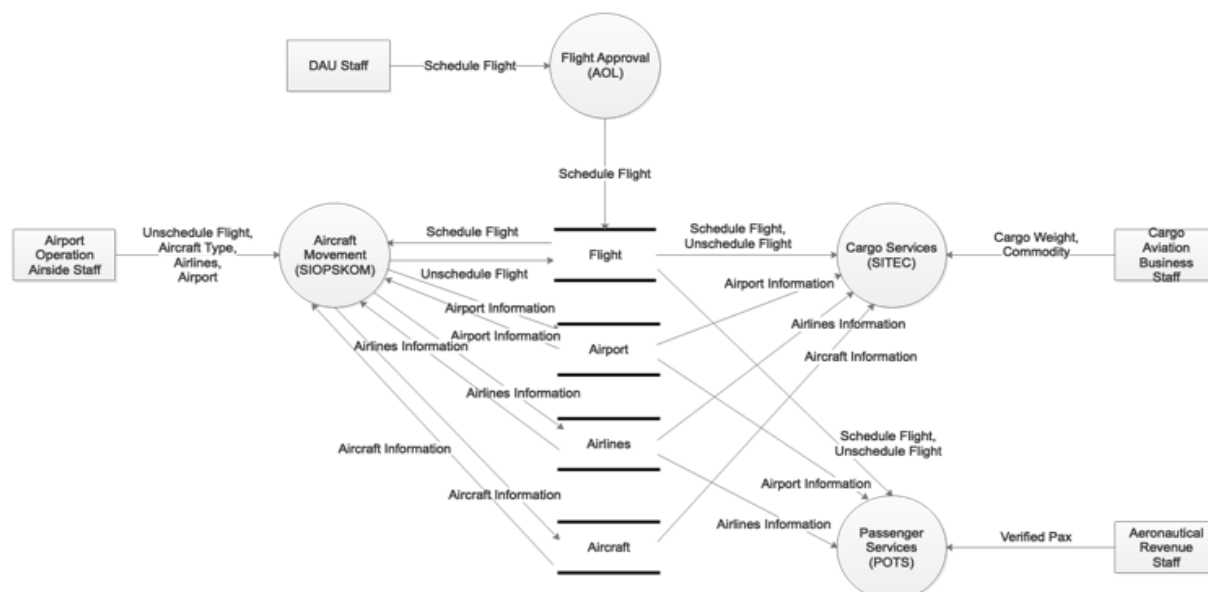 DAU Staff
Schedule Flight
Flight Approval
(AOL)
Schedule Flight
Airport
Operation
Airside Staff
Unschedule Flight,
Aircraft Type,
Airlines,
Airport
Aircraft
Movement
(SIOPSKOM)
Schedule Flight
Unschedule Flight
Flight
Schedule Flight,
Unschedule Flight
Cargo Services
(SITEC)
Cargo Weight,
Commodity
Cargo
Aviation
Business
Staff
Airport Information
Airport Information
Airport Information
Airport
Airlines Information
Airlines Information
Aircraft Information
Airlines Information
Airlines
Aircraft Information
Schedule Flight,
Unschedule Flight
Aircraft Information
Airport Information
Airlines Information
Aircraft
Passenger
Services
(POTS)
Verified Pax
Aeronautical
Revenue
Staff